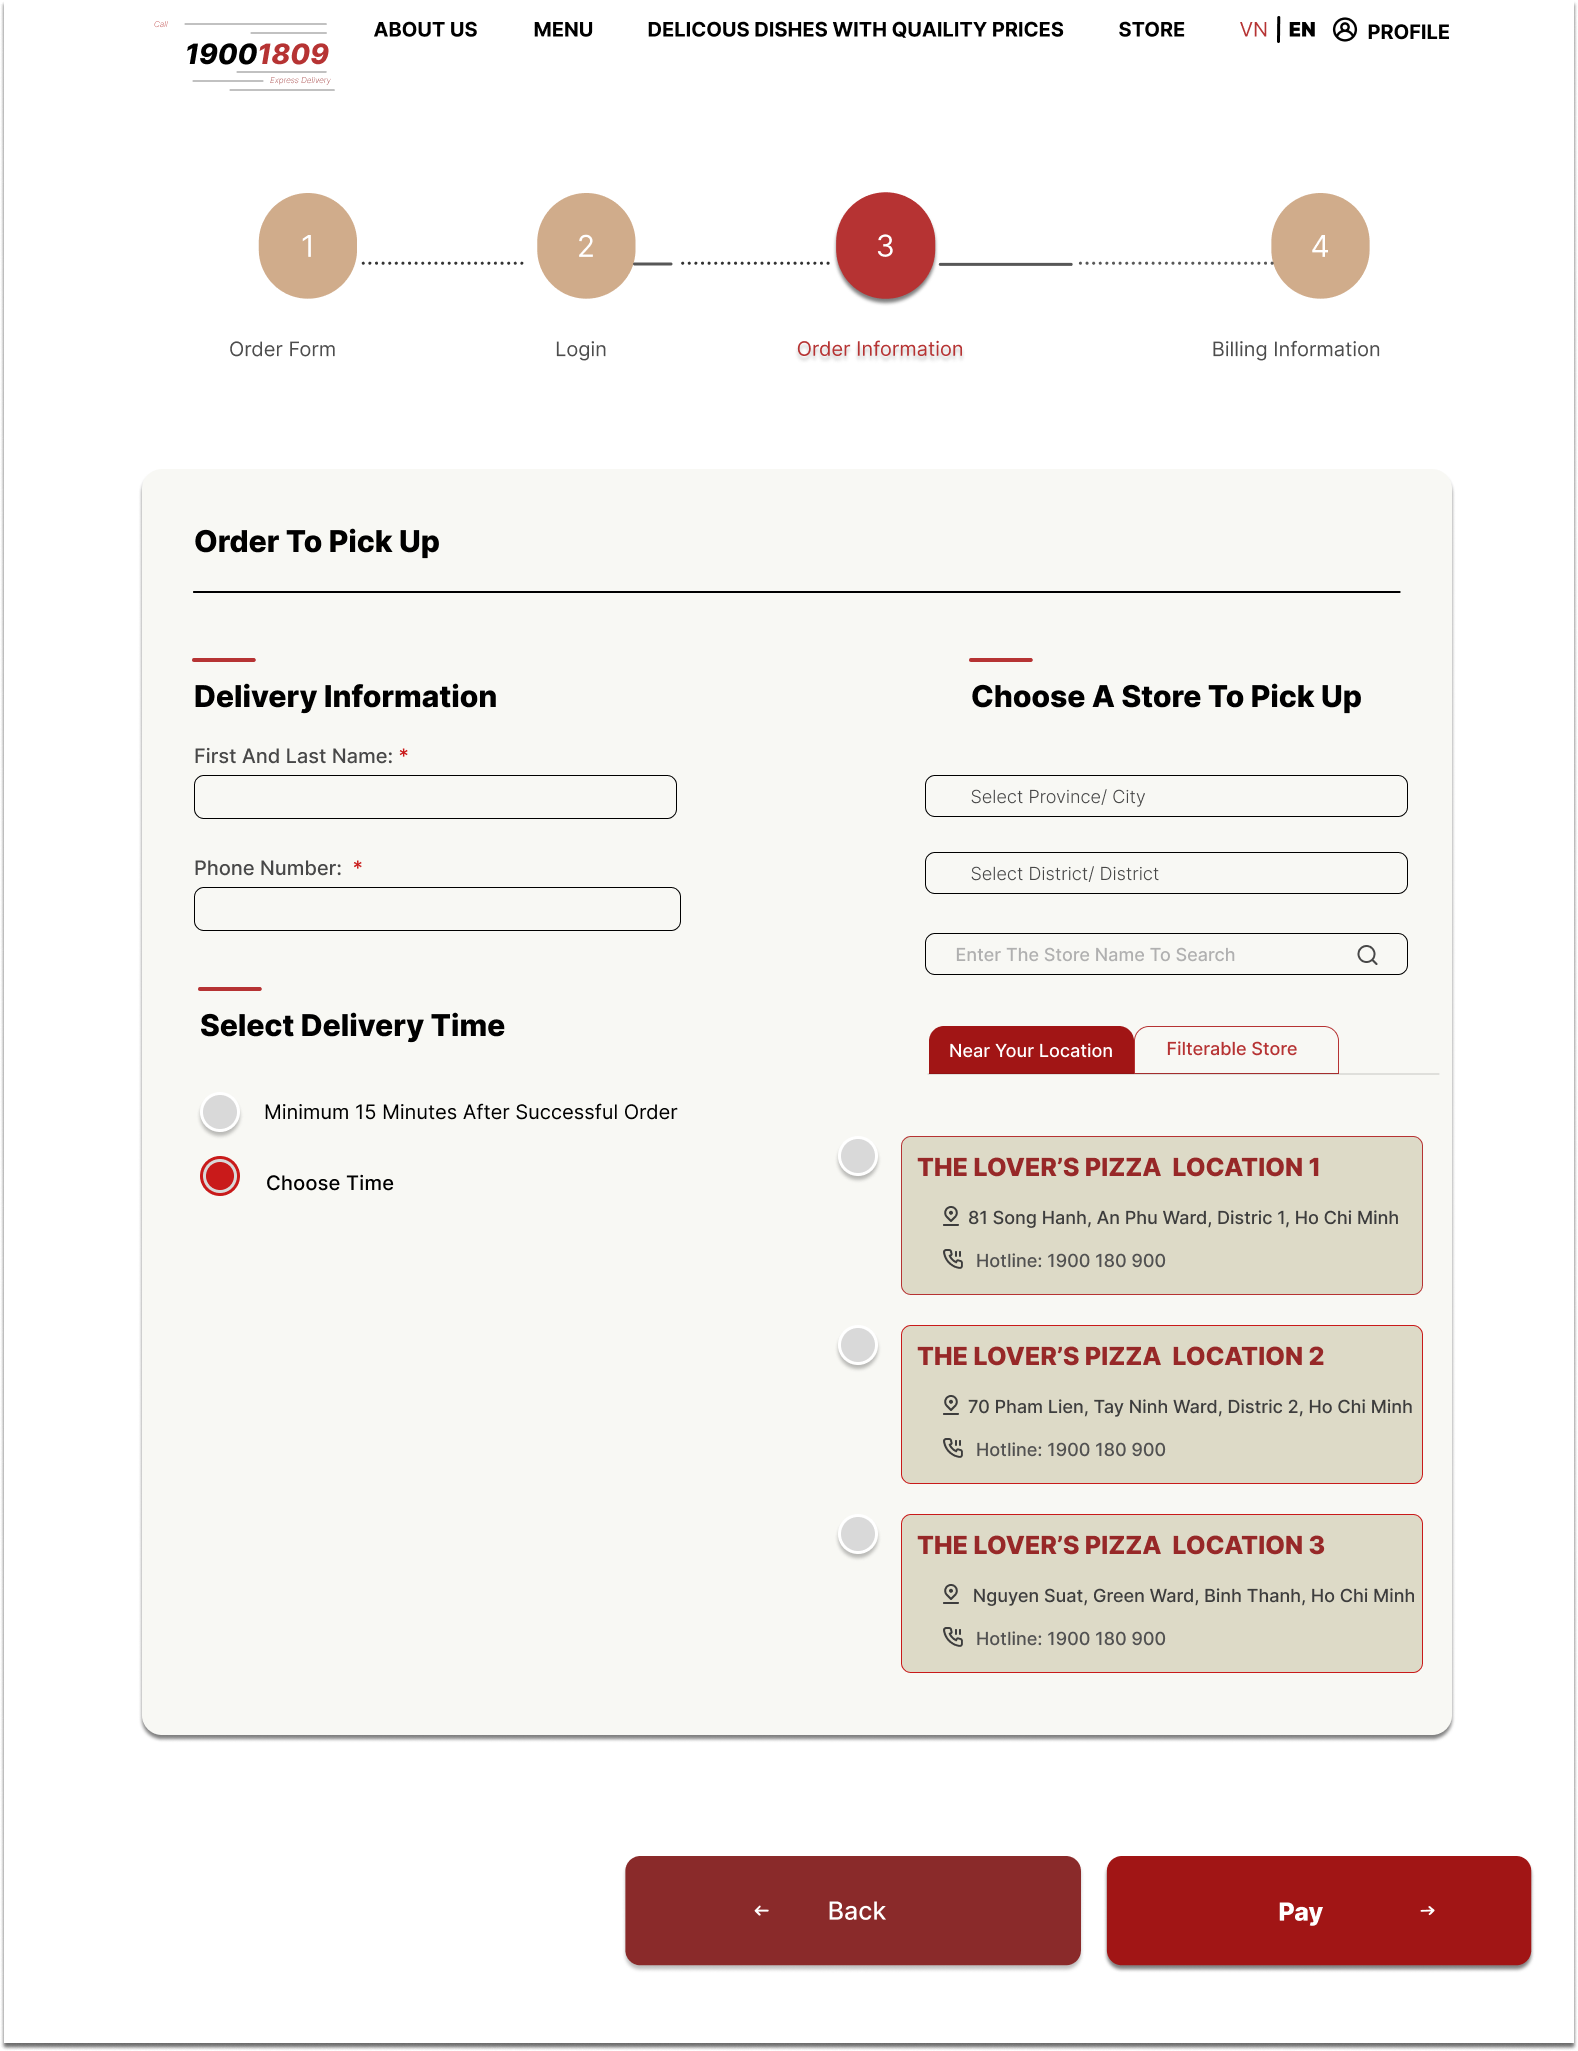 Call
19001809
Express Delivery
ABOUT US
MENU
DELICOUS DISHES WITH QUAILITY PRICES
STORE
VN | EN
PROFILE
1
2
3
4
Order Form
Login
Order Information
Billing Information
Order To Pick Up
Delivery Information
First And Last Name: *
Phone Number: *
Select Delivery Time
Minimum 15 Minutes After Successful Order
Choose Time
Choose A Store To Pick Up
Select Province/ City
Select District/ District
Enter The Store Name To Search
Near Your Location
Filterable Store
THE LOVER’S PIZZA LOCATION 1
81 Song Hanh, An Phu Ward, Distric 1, Ho Chi Minh
Hotline: 1900 180 900
THE LOVER’S PIZZA LOCATION 2
70 Pham Lien, Tay Ninh Ward, Distric 2, Ho Chi Minh
Hotline: 1900 180 900
THE LOVER’S PIZZA LOCATION 3
Nguyen Suat, Green Ward, Binh Thanh, Ho Chi Minh
Hotline: 1900 180 900
← Back
Pay →